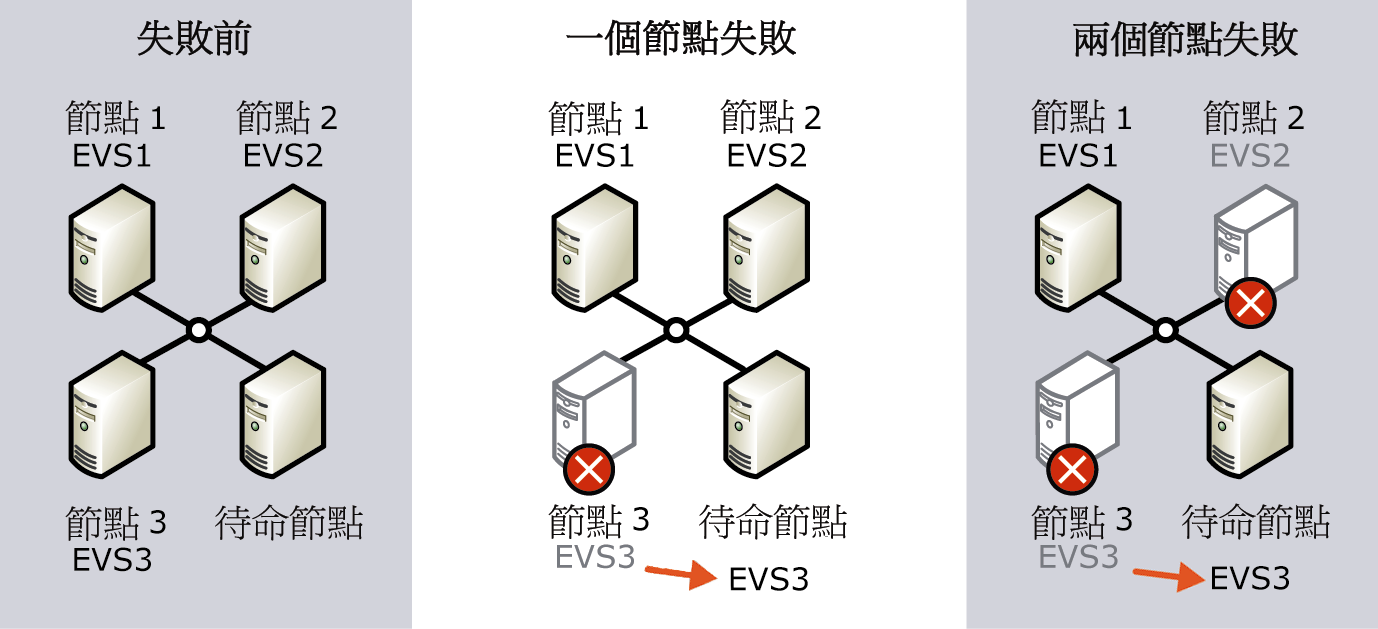 失敗前
節點 1
EVS1
節點 2
EVS2
節點 3
EVS3
待命節點
一個節點失敗
節點 1
EVS1
節點 2
EVS2
節點 3
EVS3
待命節點
EVS3
兩個節點失敗
節點 1
EVS1
節點 2
EVS2
節點 3
EVS3
待命節點
EVS3